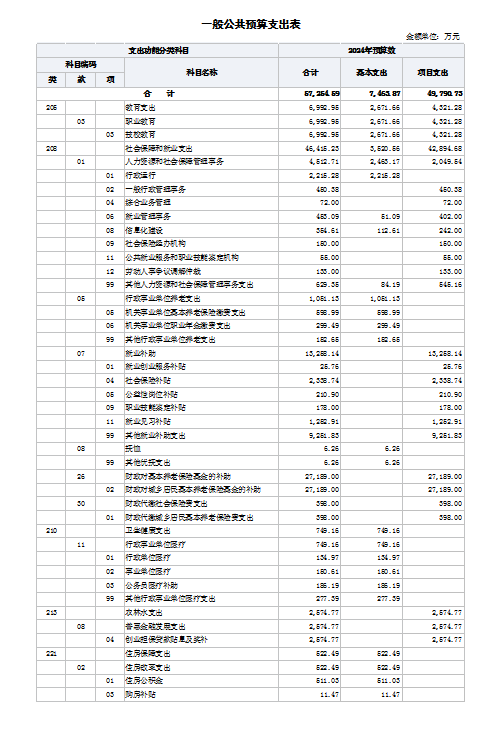 一般公共预算支出表
金额单位：万元
支出功能分类科目 2024年预算数
科目编码 科目名称 合计 基本支出 项目支出
类 款 项
合 计 57,254.59 7,463.87 49,790.73
205 教育支出 6,992.95 2,671.66 4,321.28
03 职业教育 6,992.95 2,671.66 4,321.28
03 技校教育 6,992.95 2,671.66 4,321.28
208 社会保障和就业支出 46,415.23 3,520.56 42,894.68
01 人力资源和社会保障管理事务 4,512.71 2,463.17 2,049.54
01 行政运行 2,215.28 2,215.28
02 一般行政管理事务 450.38 450.38
04 综合业务管理 72.00 72.00
06 就业管理事务 453.09 51.09 402.00
08 信息化建设 354.61 112.61 242.00
09 社会保险经办机构 150.00 150.00
11 公共就业服务和职业技能鉴定机构 55.00 55.00
12 劳动人事争议调解仲裁 133.00 133.00
99 其他人力资源和社会保障管理事务支出 629.35 84.19 545.16
05 行政事业单位养老支出 1,051.13 1,051.13
05 机关事业单位基本养老保险缴费支出 598.99 598.99
06 机关事业单位职业年金缴费支出 299.49 299.49
99 其他行政事业单位养老支出 152.65 152.65
07 就业补助 13,258.14 13,258.14
01 就业创业服务补贴 25.76 25.76
04 社会保险补贴 2,338.74 2,338.74
05 公益性岗位补贴 210.90 210.90
09 职业技能鉴定补贴 178.00 178.00
11 就业见习补贴 1,252.91 1,252.91
99 其他就业补助支出 9,251.83 9,251.83
08 抚恤 6.26 6.26
99 其他优抚支出 6.26 6.26
26 财政对基本养老保险基金的补助 27,189.00 27,189.00
02 财政对城乡居民基本养老保险基金的补助 27,189.00 27,189.00
30 财政代缴社会保险费支出 398.00 398.00
01 财政代缴城乡居民基本养老保险费支出 398.00 398.00
210 卫生健康支出 749.16 749.16
11 行政事业单位医疗 749.16 749.16
01 行政单位医疗 134.97 134.97
02 事业单位医疗 150.61 150.61
03 公务员医疗补助 186.19 186.19
99 其他行政事业单位医疗支出 277.39 277.39
213 农林水支出 2,574.77 2,574.77
08 普惠金融发展支出 2,574.77 2,574.77
04 创业担保贷款贴息及奖补 2,574.77 2,574.77
221 住房保障支出 522.49 522.49
02 住房改革支出 522.49 522.49
01 住房公积金 511.03 511.03
03 购房补贴 11.47 11.47